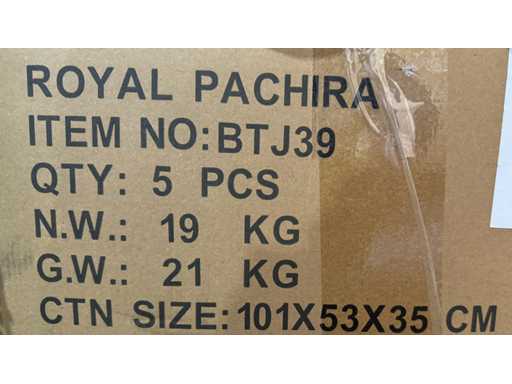 ROYAL PACHIRA
ITEM NO:BTJ39
QTY: 5 PCS
N.W.: 19 KG
G.W.: 21 KG
CTN SIZE:101X53X35 CM